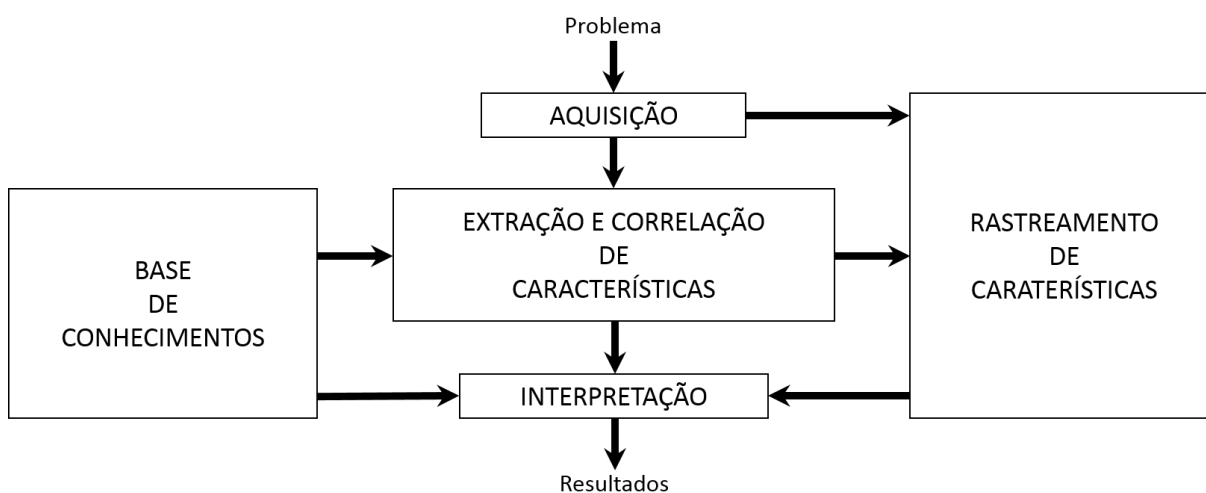 Problema
AQUISIÇÃO
EXTRAÇÃO E CORRELAÇÃO
DE
CARACTERÍSTICAS
BASE
DE
CONHECIMENTOS
RASTREAMENTO
DE
CARATERÍSTICAS
INTERPRETAÇÃO
Resultados